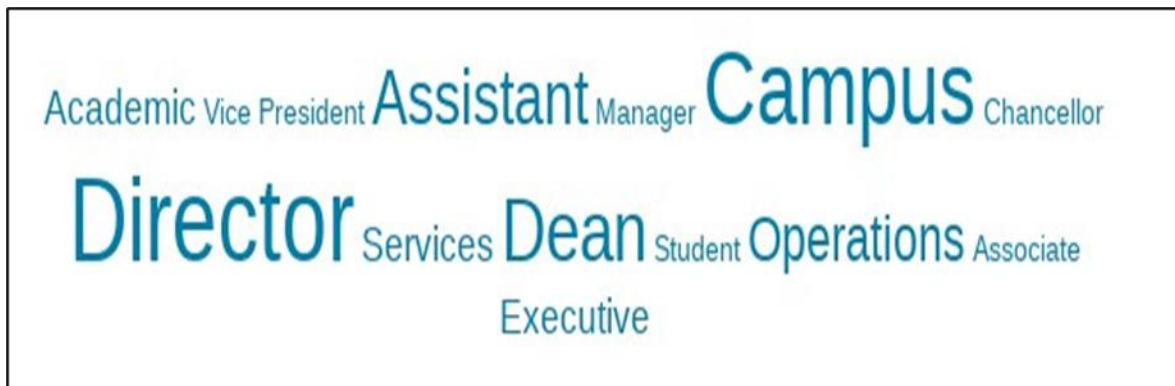 Academic Vice President Assistant Manager Campus Chancellor
Director Services Dean Student Operations Associate
Executive